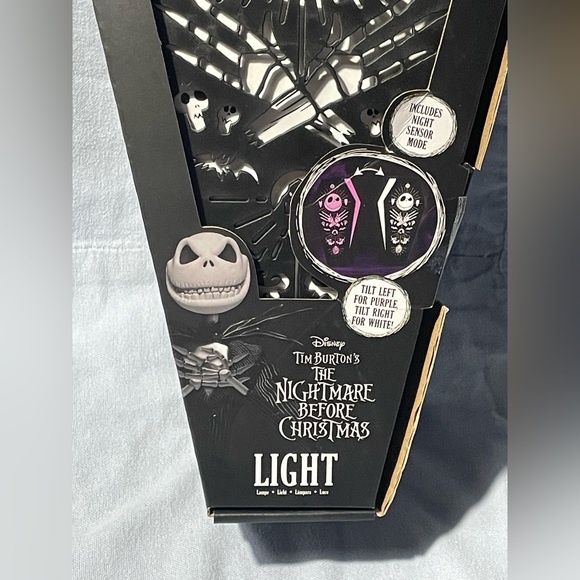 INCLUDES
NIGHT
SENSOR
MODE
TILT LEFT
FOR PURPLE,
TILT RIGHT
FOR WHITE!
Disney
TIM BURTON'S
THE
NIGHTMARE
BEFORE
CHRISTMAS
LIGHT
Lampe • Licht • Lámpara • Luce